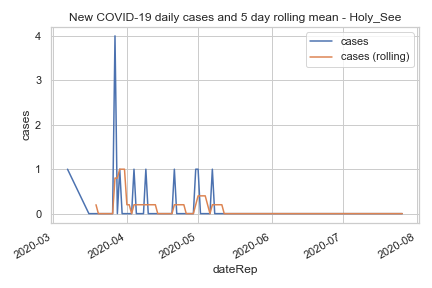 New COVID-19 daily cases and 5 day rolling mean - Holy_See
cases
cases (rolling)
4
3
2
1
0
cases
2020-03
2020-04
2020-05
2020-06
2020-07
2020-08
dateRep